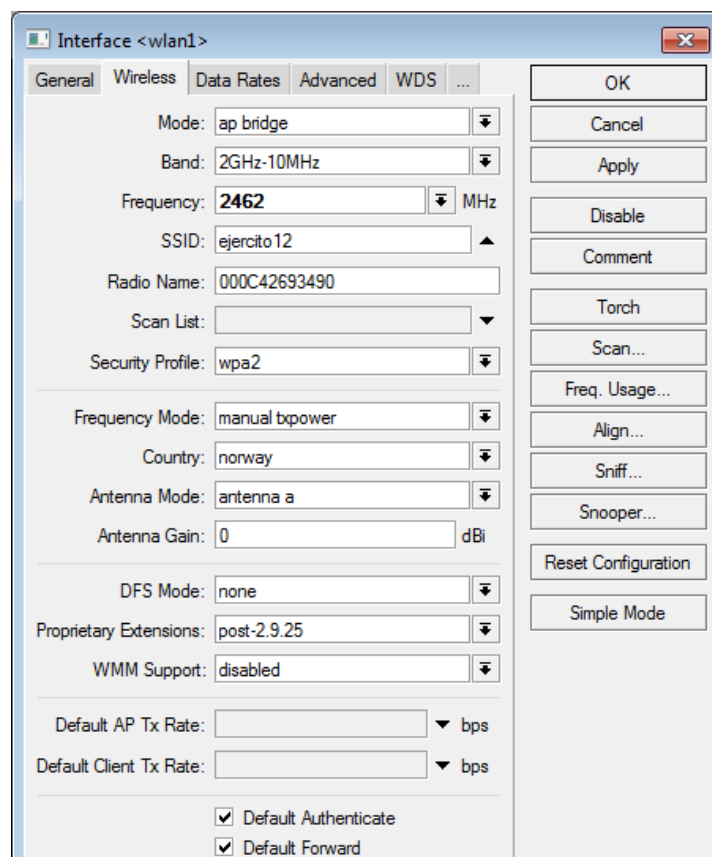 Interface <wlan1>
General Wireless Data Rates Advanced WDS ...
Mode: ap bridge
Band: 2GHz-10MHz
Frequency: 2462 MHz
SSID: ejercito12
Radio Name: 000C42693490
Scan List:
Security Profile: wpa2
Frequency Mode: manual txpower
Country: norway
Antenna Mode: antenna a
Antenna Gain: 0 dBi
DFS Mode: none
Proprietary Extensions: post-2.9.25
WMM Support: disabled
Default AP Tx Rate: bps
Default Client Tx Rate: bps
Default Authenticate
Default Forward
OK
Cancel
Apply
Disable
Comment
Torch
Scan...
Freq. Usage...
Align...
Sniff...
Snooper...
Reset Configuration
Simple Mode